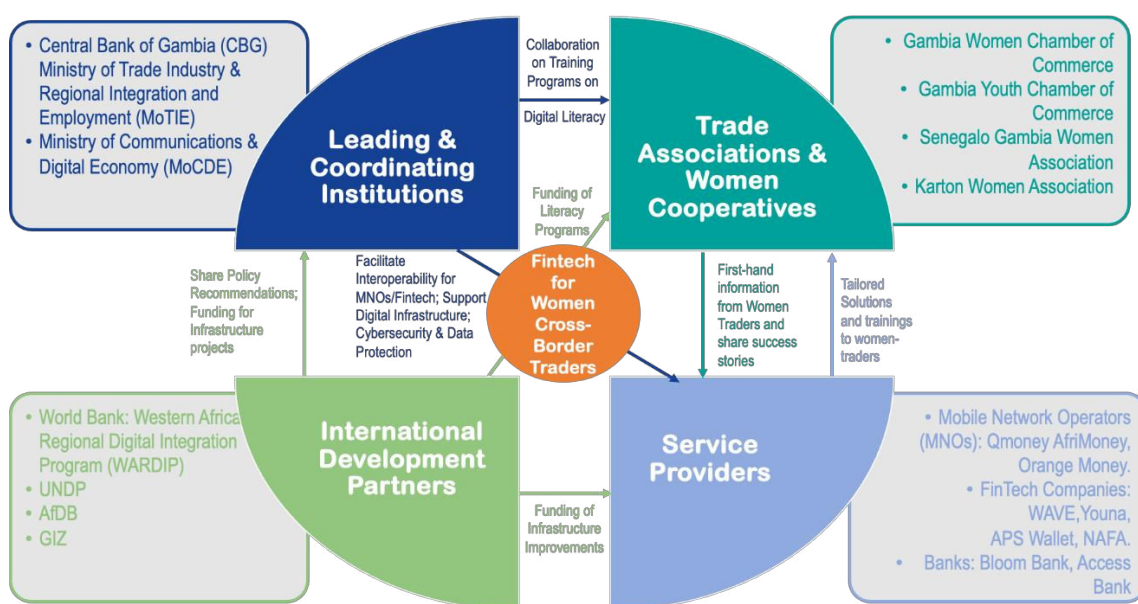 • Central Bank of Gambia (CBG)
Ministry of Trade Industry &
Regional Integration and
Employment (MoTIE)
• Ministry of Communications &
Digital Economy (MoCDE)
Leading &
Coordinating
Institutions
Collaboration
on Training
Programs on
Digital Literacy
Trade
Associations &
Women
Cooperatives
• Gambia Women Chamber of
Commerce
• Gambia Youth Chamber of
Commerce
• Senegalo Gambia Women
Association
• Karton Women Association
Funding of
Literacy
Programs
Share Policy
Recommendations;
Funding for
Infrastructure
projects
Facilitate
Interoperability for
MNOs/Fintech; Support
Digital Infrastructure;
Cybersecurity & Data
Protection
Fintech
for
Women
Cross-
Border
Traders
First-hand
information
from Women
Traders and
share success
stories
Tailored
Solutions
and trainings
to women-
traders
• World Bank: Western Africa
Regional Digital Integration
Program (WARDIP)
• UNDP
• AfDB
• GIZ
International
Development
Partners
Funding of
Infrastructure
Improvements
Service
Providers
• Mobile Network Operators
(MNOs): Qmoney AfriMoney,
Orange Money.
• FinTech Companies:
WAVE,Youna,
APS Wallet, NAFA.
• Banks: Bloom Bank, Access
Bank